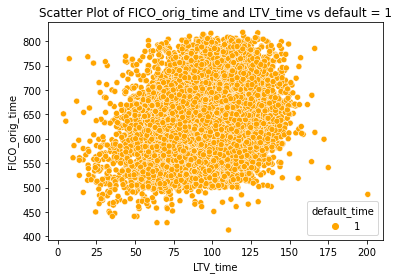 Scatter Plot of FICO_orig_time and LTV_time vs default = 1
800
750
700
650
600
550
500
450
400
FICO_orig_time
0 25 50 75 100 125 150 175 200
LTV_time
default_time
1